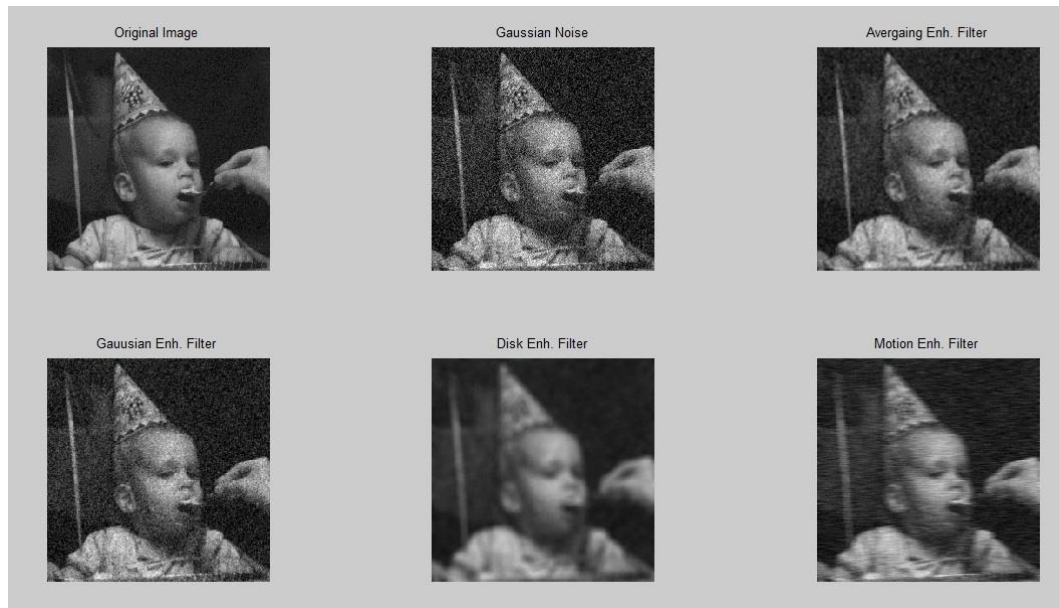 Original Image
Gaussian Noise
Avergaing Enh. Filter
Gauusian Enh. Filter
Disk Enh. Filter
Motion Enh. Filter